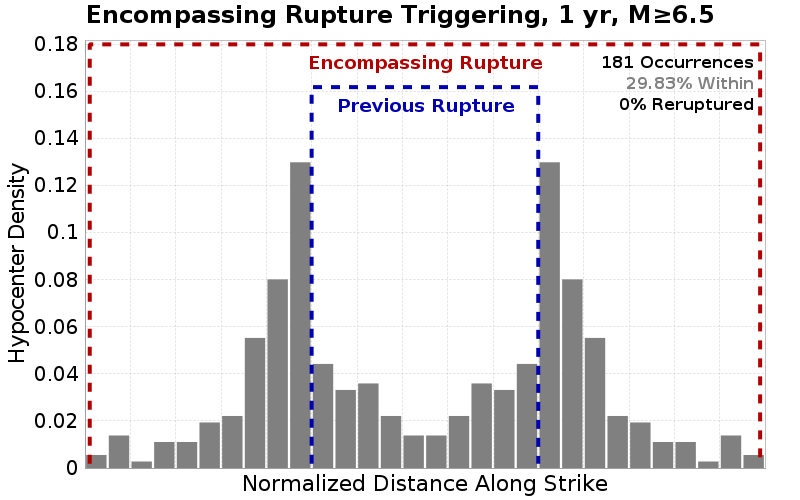 Encompassing Rupture Triggering, 1 yr, M≥6.5
0.18
0.16
0.14
0.12
0.1
0.08
0.06
0.04
0.02
0
Hypocenter Density
Encompassing Rupture
Previous Rupture
181 Occurrences
29.83% Within
0% Reruptured
Normalized Distance Along Strike